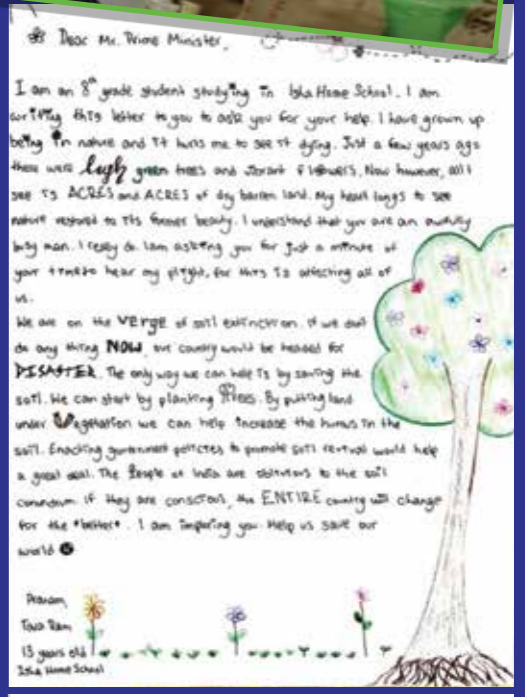 Dear Mr. Prime Minister,
I am an 8th grade student studying in Isha Home School. I am
writing this letter to you to ask you for your help. I have grown up
being in nature and it hurts me to see it dying. Just a few years ago
there were lush green trees and vibrant flowers. Now however, all I
see is ACRES and ACRES of dry barren land. My heart longs to see
nature restored to its former beauty. I understand that you are an awfully
busy man. I really do. I am asking you for just a minute of
your time to hear my plight, for this is affecting all of
us.
We are on the VERGE of soil extinction. If we don't
do any thing NOW, our country would be headed for
DISASTER. The only way we can help is by saving the
soil. We can start by planting trees. By putting land
under Vegetation we can help increase the humus in the
soil. Enacting government policies to promote soil revival would help
a great deal. The People of India are oblivious to the soil
conundrum. If they are conscious, the ENTIRE country will change
for the *better*. I am imploring you. Help us save our
world
Pranam,
Ram
13 years old
Isha Home School